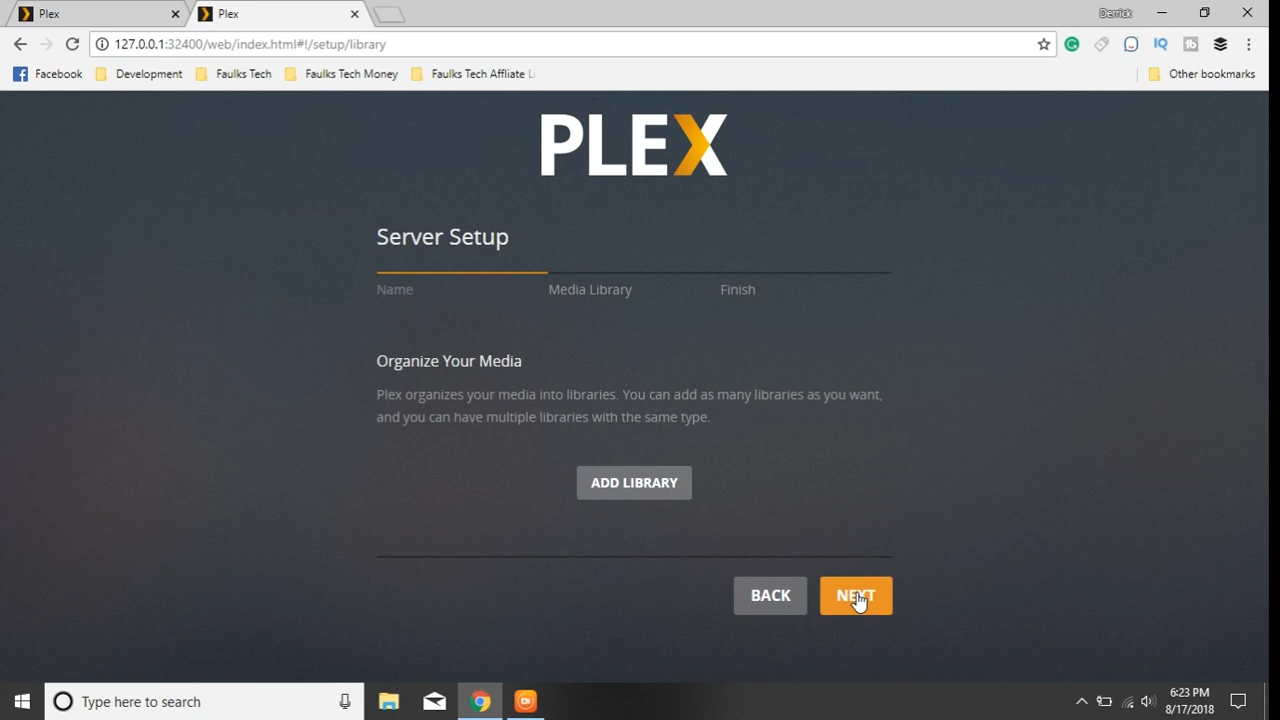 Plex
Plex
Derrick
127.0.0.1:32400/web/index.html#!/setup/library
Facebook
Development
Faulks Tech
Faulks Tech Money
Faulks Tech Affliate Li
Other bookmarks
PLEX
Server Setup
Name
Media Library
Finish
Organize Your Media
Plex organizes your media into libraries. You can add as many libraries as you want,
and you can have multiple libraries with the same type.
ADD LIBRARY
BACK
NEXT
Type here to search
6:23 PM
8/17/2018